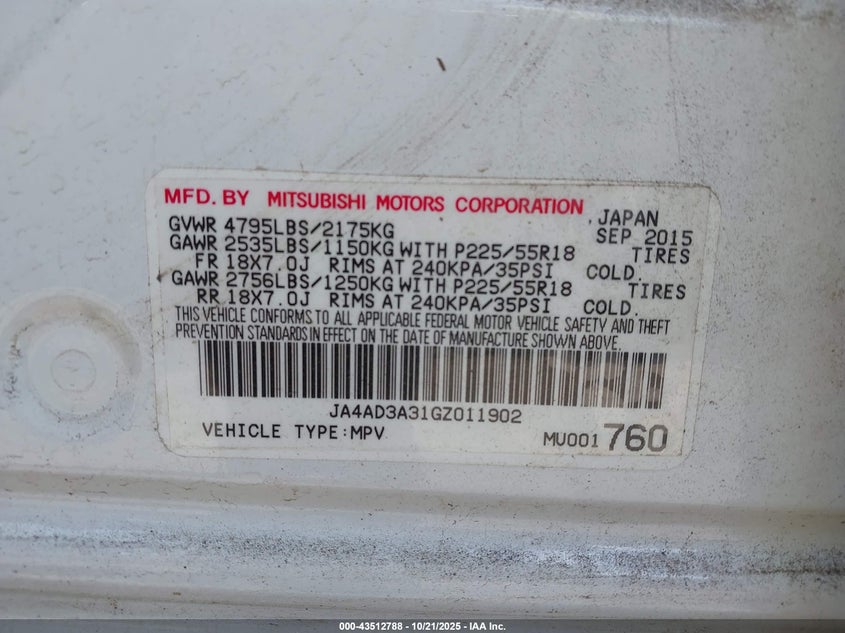 MFD. BY MITSUBISHI MOTORS CORPORATION JAPAN
GVWR 4795LBS/2175KG SEP 2015
GAWR 2535LBS/1150KG WITH P225/55R18 TIRES
FR 18X7.0J RIMS AT 240KPA/35PSI COLD.
GAWR 2756LBS/1250KG WITH P225/55R18 TIRES
RR 18X7.0J RIMS AT 240KPA/35PSI COLD.
THIS VEHICLE CONFORMS TO ALL APPLICABLE FEDERAL MOTOR VEHICLE SAFETY AND THEFT
PREVENTION STANDARDS IN EFFECT ON THE DATE OF MANUFACTURE SHOWN ABOVE.
JA4AD3A31GZ011902
VEHICLE TYPE:MPV MU001760
000-43512788 - 10/21/2025 - IAA Inc.